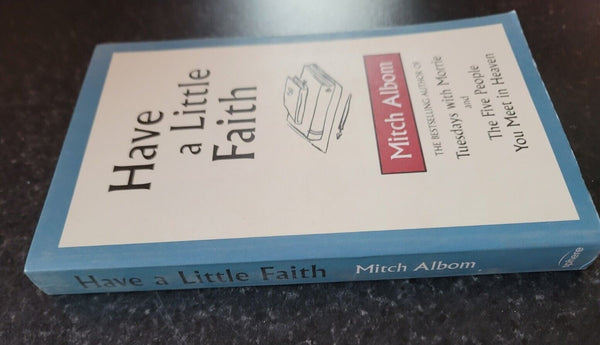 Have
a Little
Faith
Mitch Albom
THE BESTSELLING AUTHOR OF
Tuesdays with Morrie
and
The Five People
You Meet in Heaven
Have a Little Faith Mitch Albom sphere